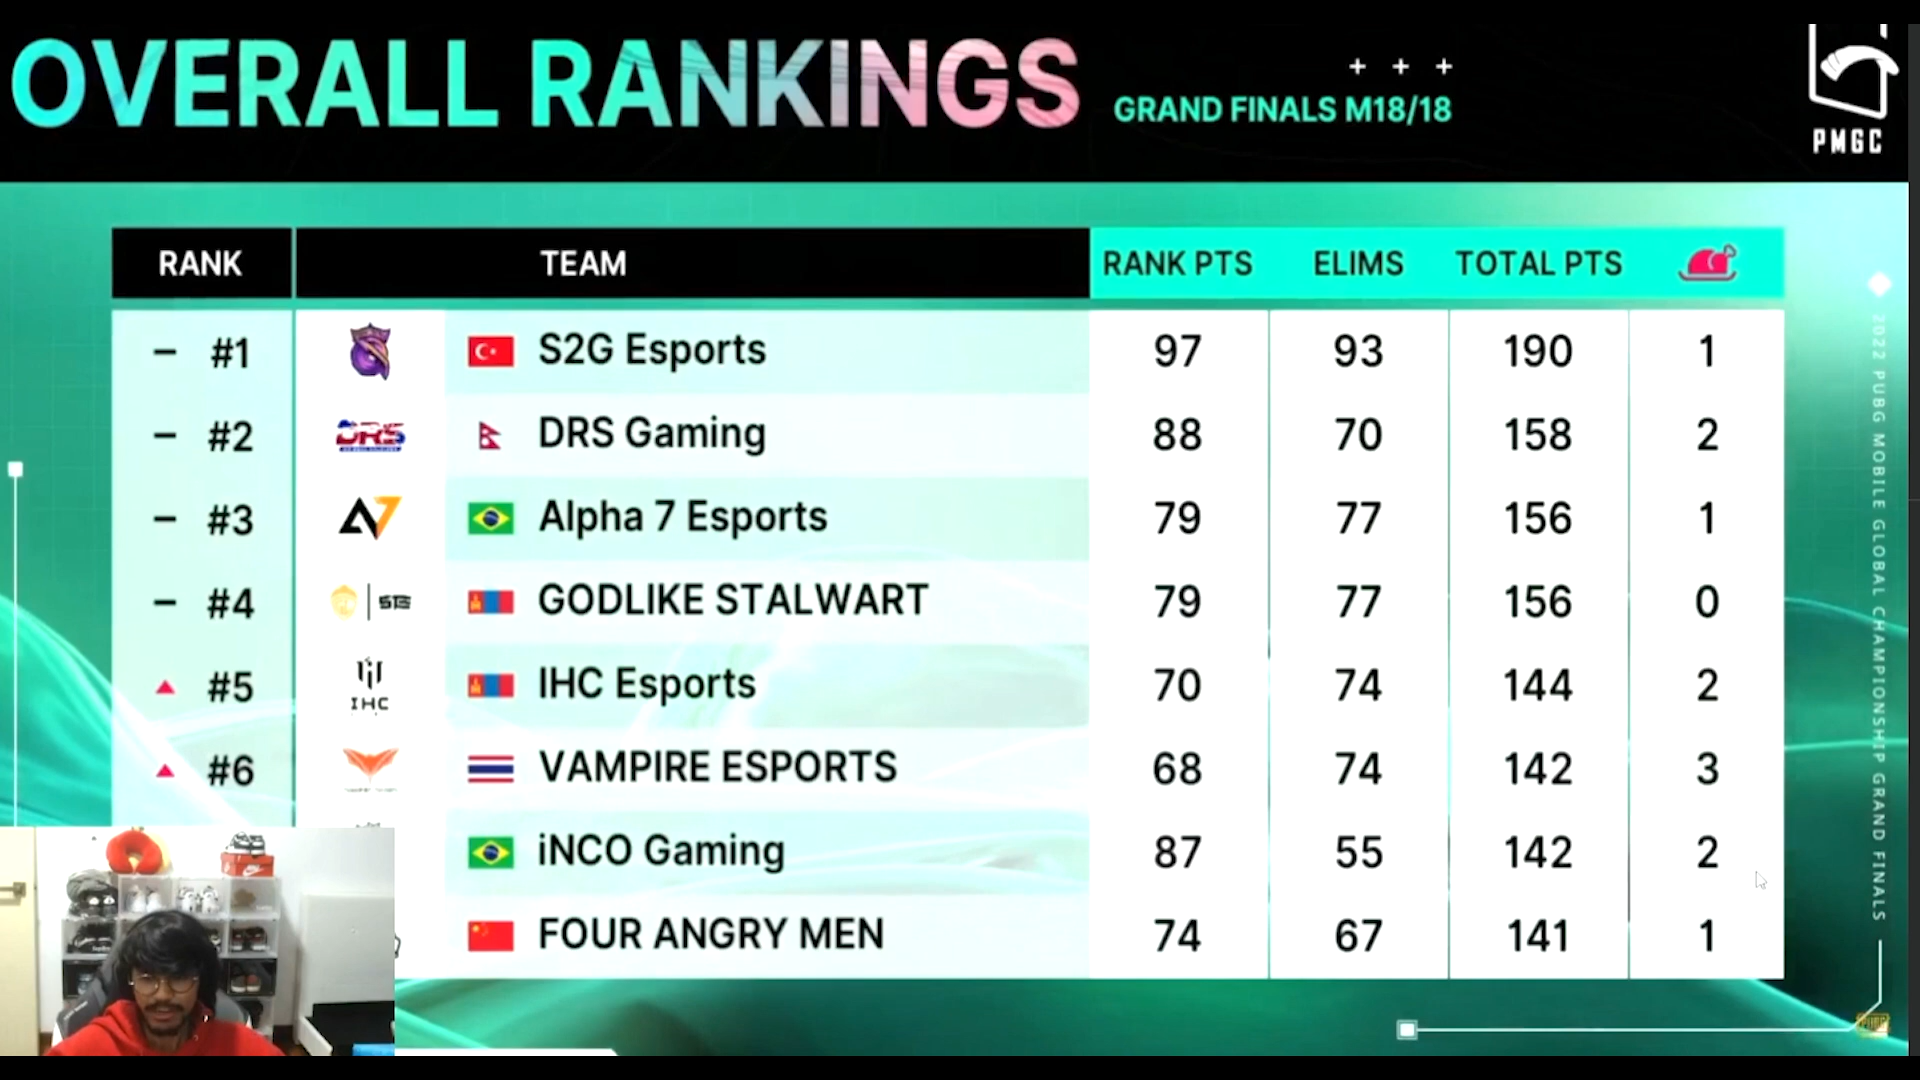 OVERALL RANKINGS
GRAND FINALS M18/18
PMGC
RANK TEAM RANK PTS ELIMS TOTAL PTS
- #1 S2G Esports 97 93 190 1
- #2 DRS DRS Gaming 88 70 158 2
- #3 A7 Alpha 7 Esports 79 77 156 1
- #4 STG GODLIKE STALWART 79 77 156 0
#5 IHC IHC Esports 70 74 144 2
#6 VAMPIRE ESPORTS 68 74 142 3
iNCO Gaming 87 55 142 2
FOUR ANGRY MEN 74 67 141 1
2022 PUBG MOBILE GLOBAL CHAMPIONSHIP GRAND FINALS